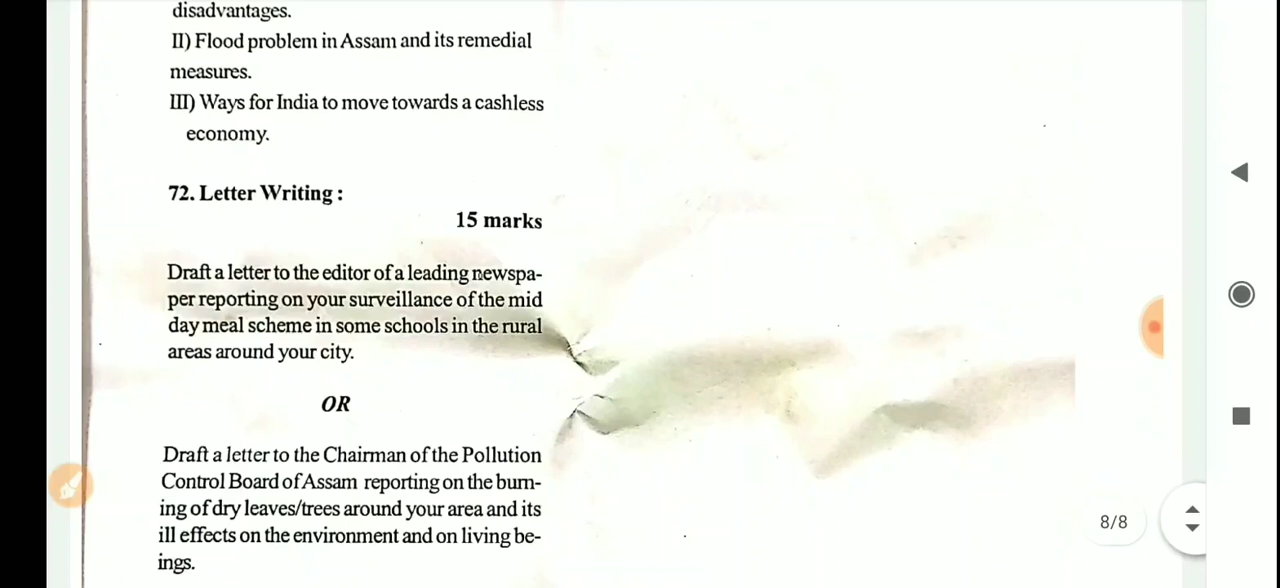 disadvantages.
II) Flood problem in Assam and its remedial
measures.
III) Ways for India to move towards a cashless
economy.
72. Letter Writing :
15 marks
Draft a letter to the editor of a leading newspa-
per reporting on your surveillance of the mid
day meal scheme in some schools in the rural
areas around your city.
OR
Draft a letter to the Chairman of the Pollution
Control Board of Assam reporting on the burn-
ing of dry leaves/trees around your area and its
ill effects on the environment and on living be-
ings.
8/8